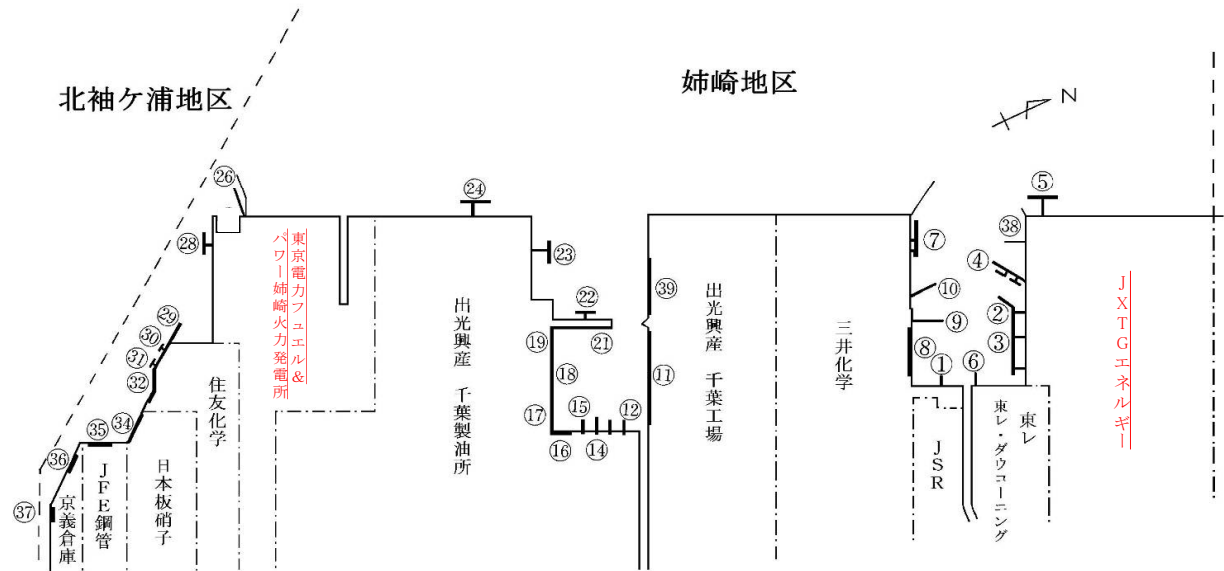 北袖ケ浦地区
姉崎地区
N
㉖
㉔
⑤
㊳
㉘
㉓
⑦
④
㊴
⑩
㉙
㉚
㉛
㉜
㉒
⑲
㉑
②
⑨
③
⑧
⑱
⑪
①
⑥
㉞
㉟
⑰
⑮
⑫
⑯
⑭
㊱
㊲
東京電力フュエル&
パワー姉崎火力発電所
出光興産 千葉製油所
出光興産 千葉工場
三井化学
JXTGエネルギー
住友化学
日本板硝子
JFE鋼管
京義倉庫
JSR
東レ
東レ・ダウコーニング